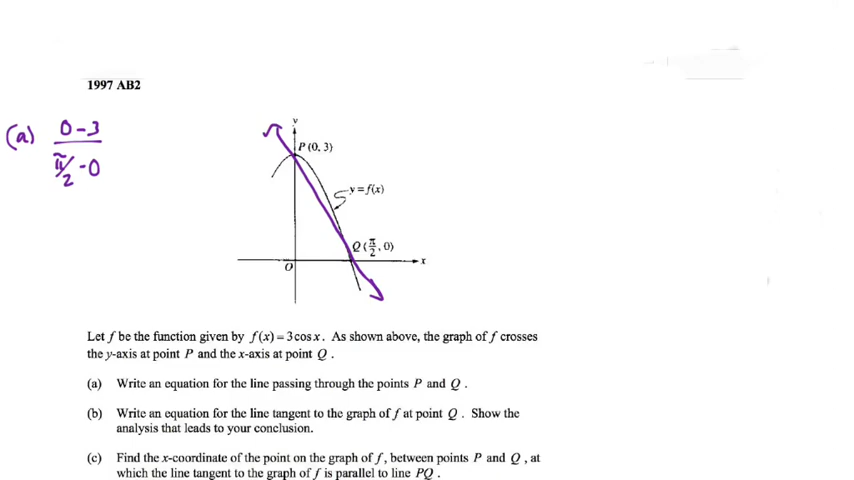 1997 AB2
(a) 0-3
π/2 -0
y
P (0, 3)
y = f(x)
Q (π/2, 0)
O
x
Let f be the function given by f(x) = 3 cos x. As shown above, the graph of f crosses
the y-axis at point P and the x-axis at point Q .
(a) Write an equation for the line passing through the points P and Q .
(b) Write an equation for the line tangent to the graph of f at point Q . Show the
analysis that leads to your conclusion.
(c) Find the x-coordinate of the point on the graph of f, between points P and Q , at
which the line tangent to the graph of f is parallel to line PQ .